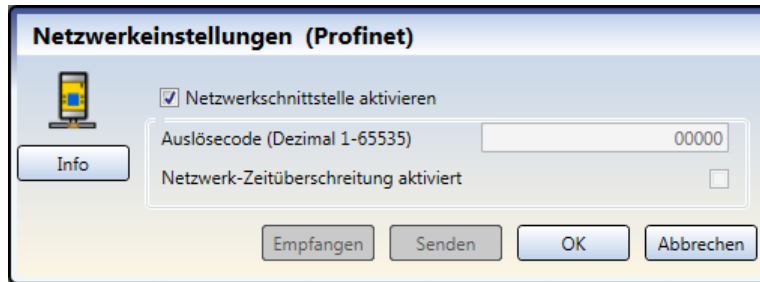 Netzwerkeinstellungen (Profinet)
Netzwerkschnittstelle aktivieren
Auslösecode (Dezimal 1-65535) 00000
Info
Netzwerk-Zeitüberschreitung aktiviert
Empfangen Senden OK Abbrechen